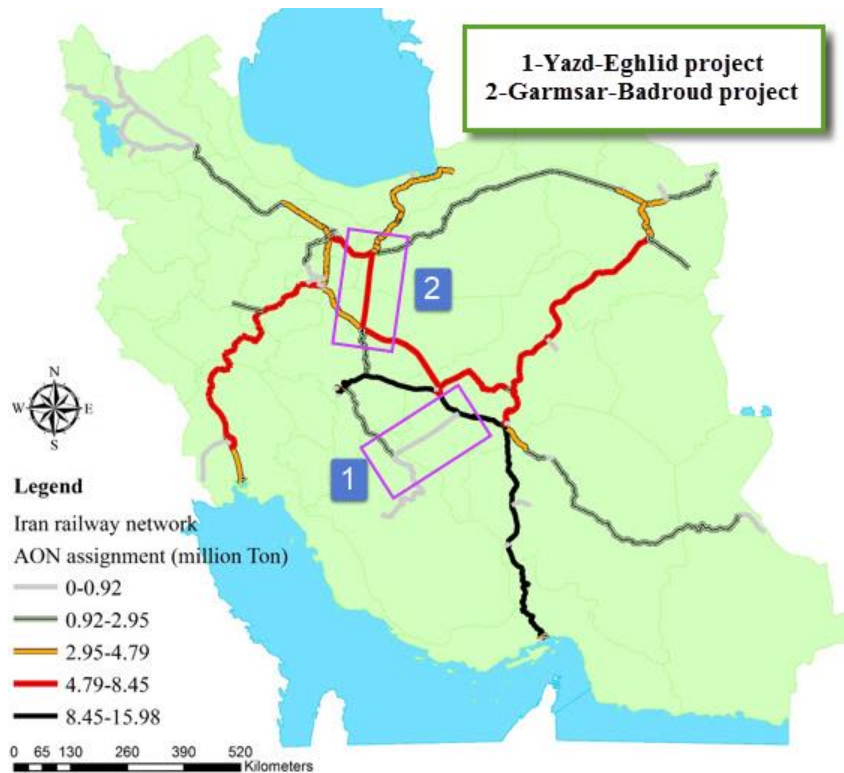 1-Yazd-Eghlid project
2-Garmsar-Badroud project
2
1
N
W E
S
Legend
Iran railway network
AON assignment (million Ton)
0-0.92
0.92-2.95
2.95-4.79
4.79-8.45
8.45-15.98
0 65 130 260 390 520
Kilometers